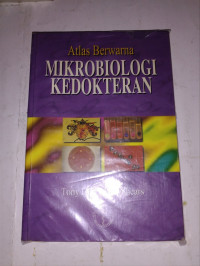 Atlas Berwarna
MIKROBIOLOGI
KEDOKTERAN